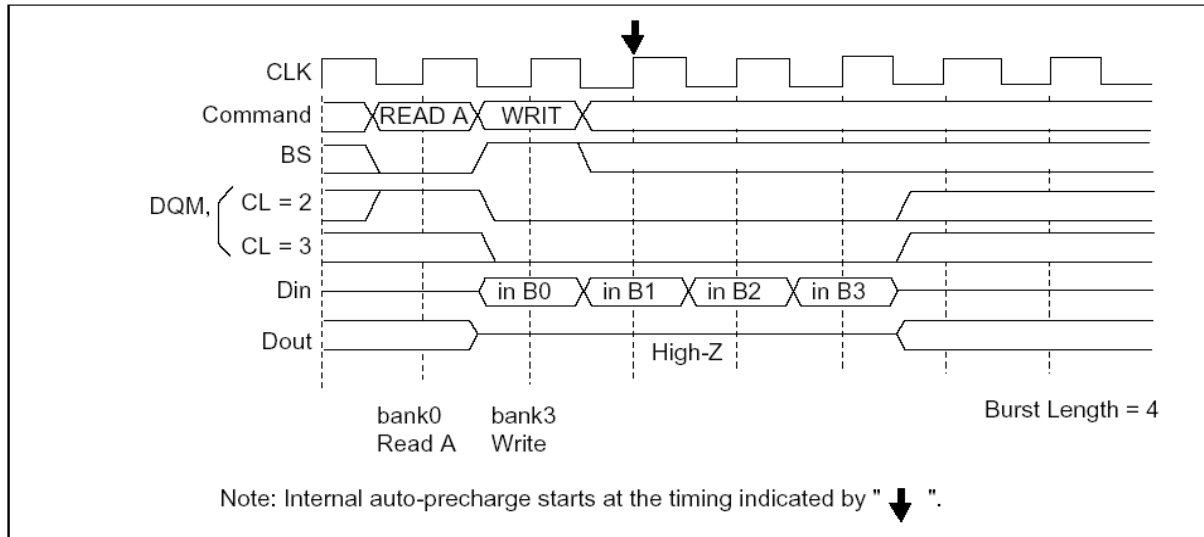 CLK
Command READ A WRIT
BS
DQM, CL = 2
CL = 3
Din in B0 in B1 in B2 in B3
Dout High-Z
bank0 bank3 Burst Length = 4
Read A Write
Note: Internal auto-precharge starts at the timing indicated by " ".